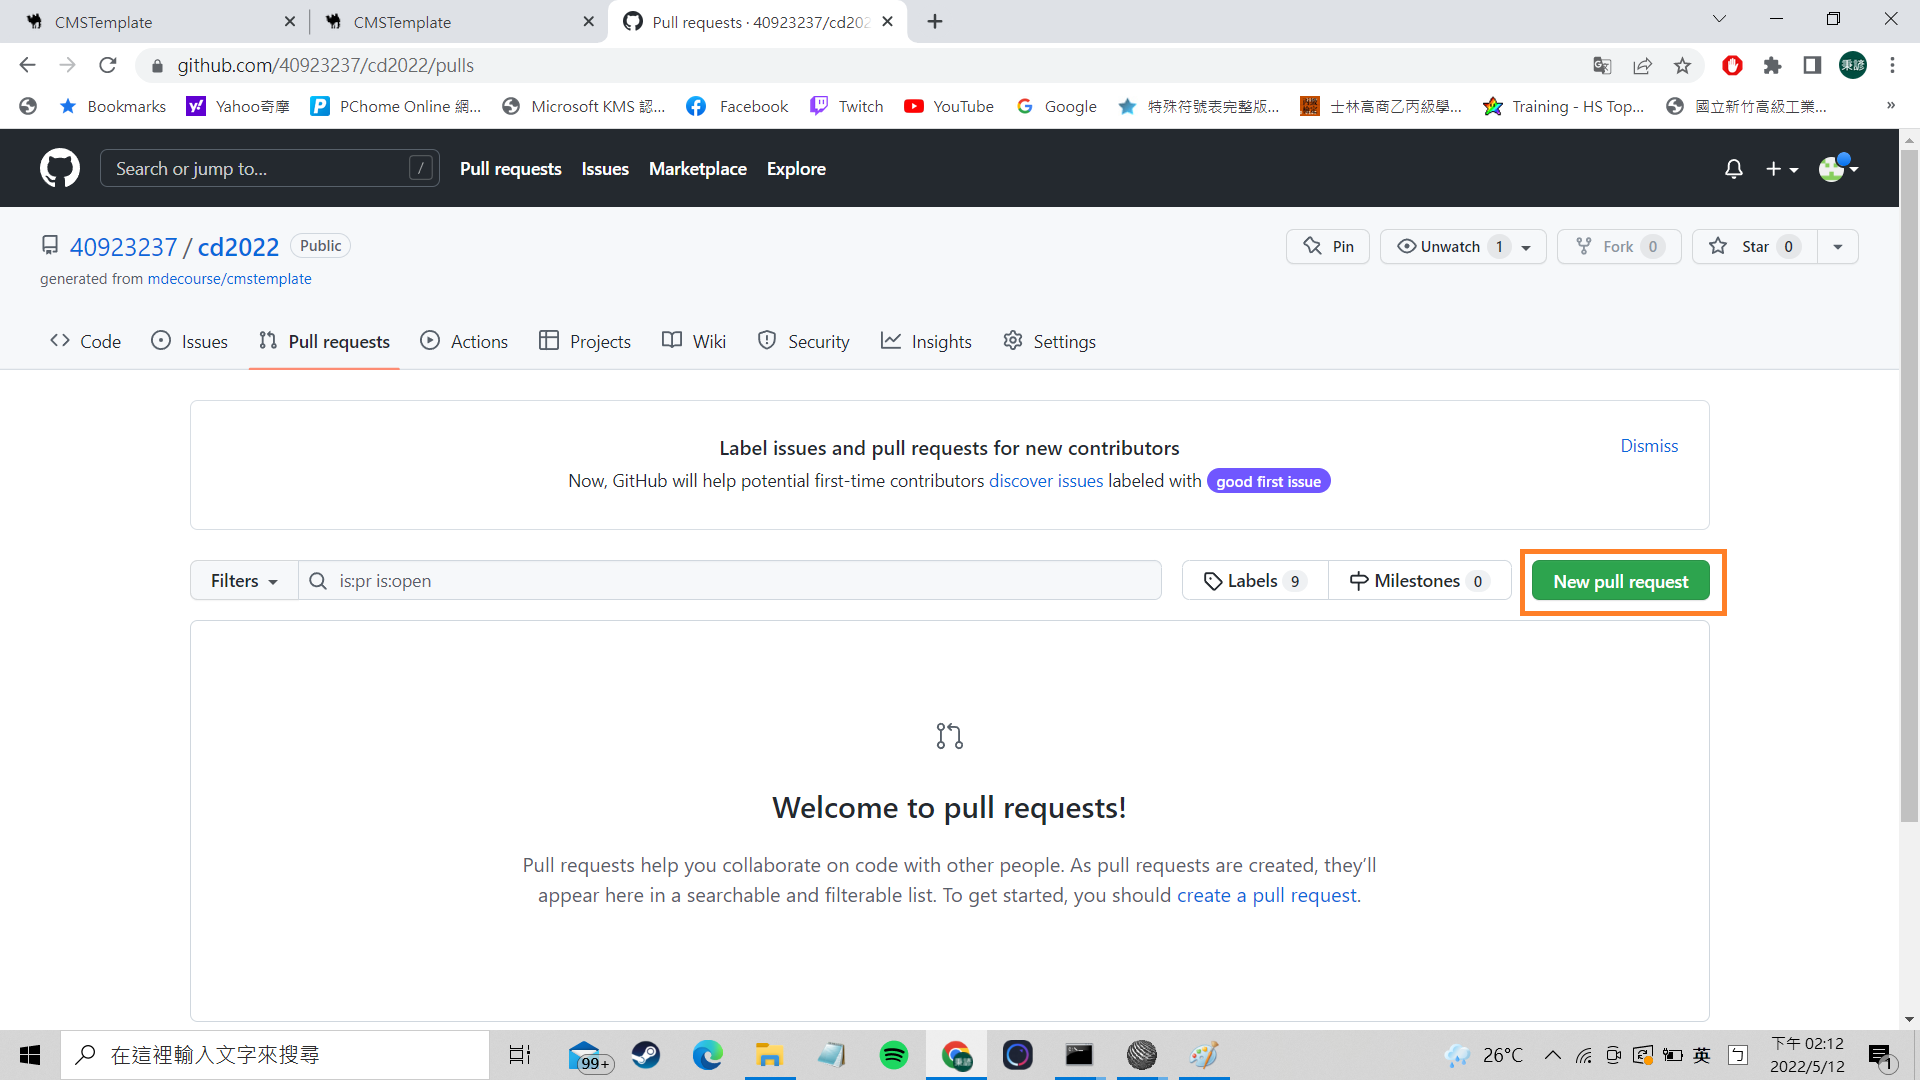 CMSTemplate
CMSTemplate
Pull requests · 40923237/cd202
github.com/40923237/cd2022/pulls
秉諺
Bookmarks
Yahoo奇摩
PChome Online 網...
Microsoft KMS 認...
Facebook
Twitch
YouTube
Google
特殊符號表完整版...
士林高商乙丙級學...
Training - HS Top...
國立新竹高級工業...
»
Search or jump to...
/
Pull requests
Issues
Marketplace
Explore
40923237 / cd2022
Public
Pin
Unwatch 1
Fork 0
Star 0
generated from mdecourse/cmstemplate
Code
Issues
Pull requests
Actions
Projects
Wiki
Security
Insights
Settings
Label issues and pull requests for new contributors
Dismiss
Now, GitHub will help potential first-time contributors discover issues labeled with good first issue
Filters
is:pr is:open
Labels 9
Milestones 0
New pull request
Welcome to pull requests!
Pull requests help you collaborate on code with other people. As pull requests are created, they’ll
appear here in a searchable and filterable list. To get started, you should create a pull request.
在這裡輸入文字來搜尋
99+
26°C
英
ㄅ
下午 02:12
2022/5/12
1